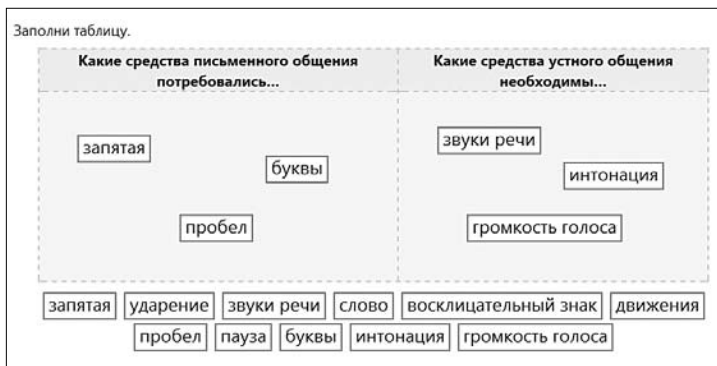 Заполни таблицу.
Какие средства письменного общения потребовались...
Какие средства устного общения необходимы...
запятая
буквы
пробел
звуки речи
интонация
громкость голоса
запятая ударение звуки речи слово восклицательный знак движения
пробел пауза буквы интонация громкость голоса